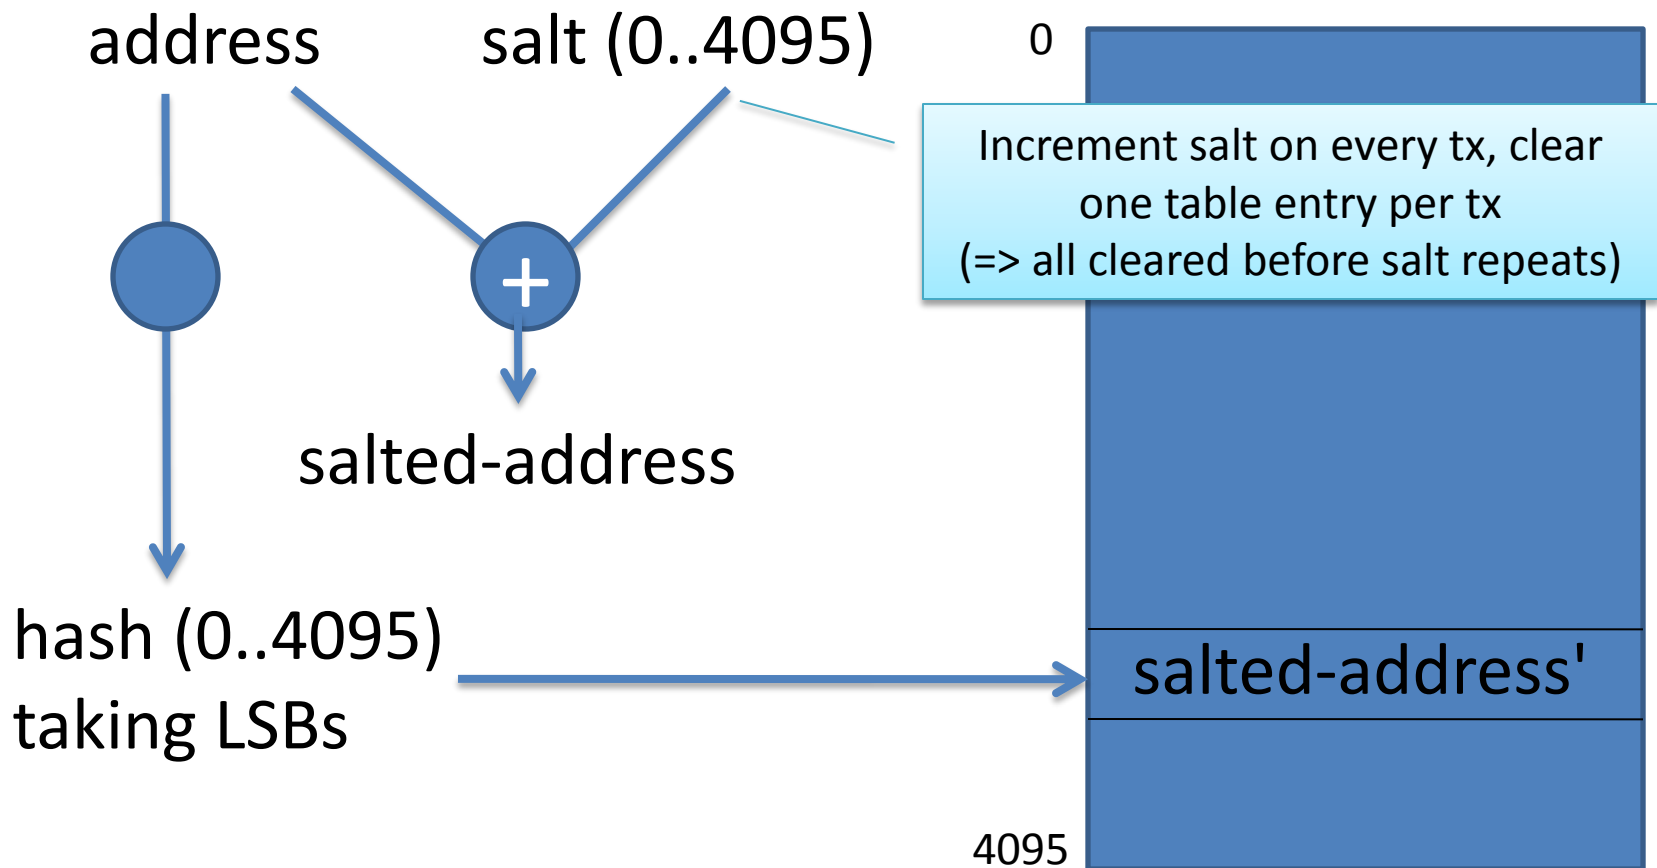 address
salt (0..4095)
0
Increment salt on every tx, clear
one table entry per tx
(=> all cleared before salt repeats)
+
salted-address
hash (0..4095)
taking LSBs
salted-address'
4095